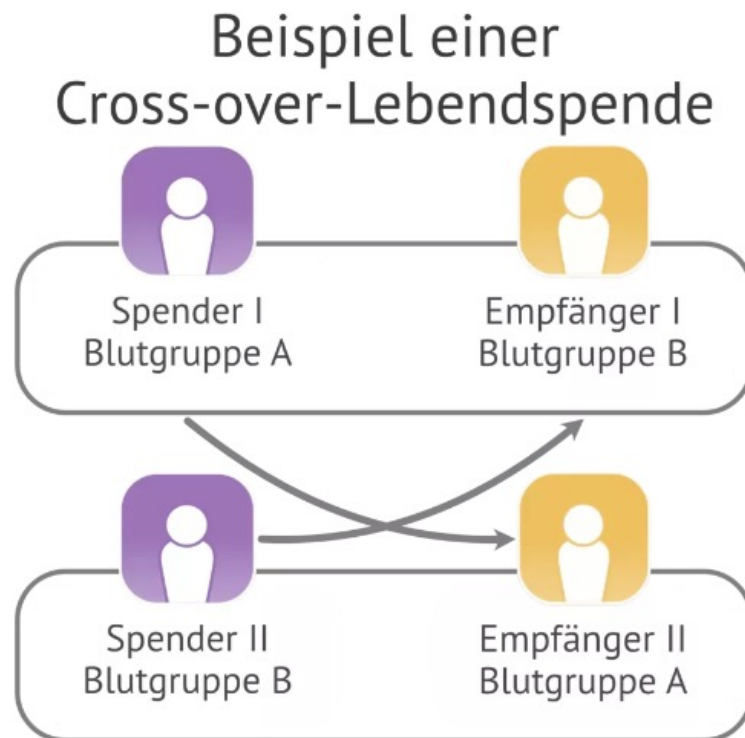 Beispiel einer
Cross-over-Lebendspende
Spender I
Blutgruppe A
Empfänger I
Blutgruppe B
Spender II
Blutgruppe B
Empfänger II
Blutgruppe A